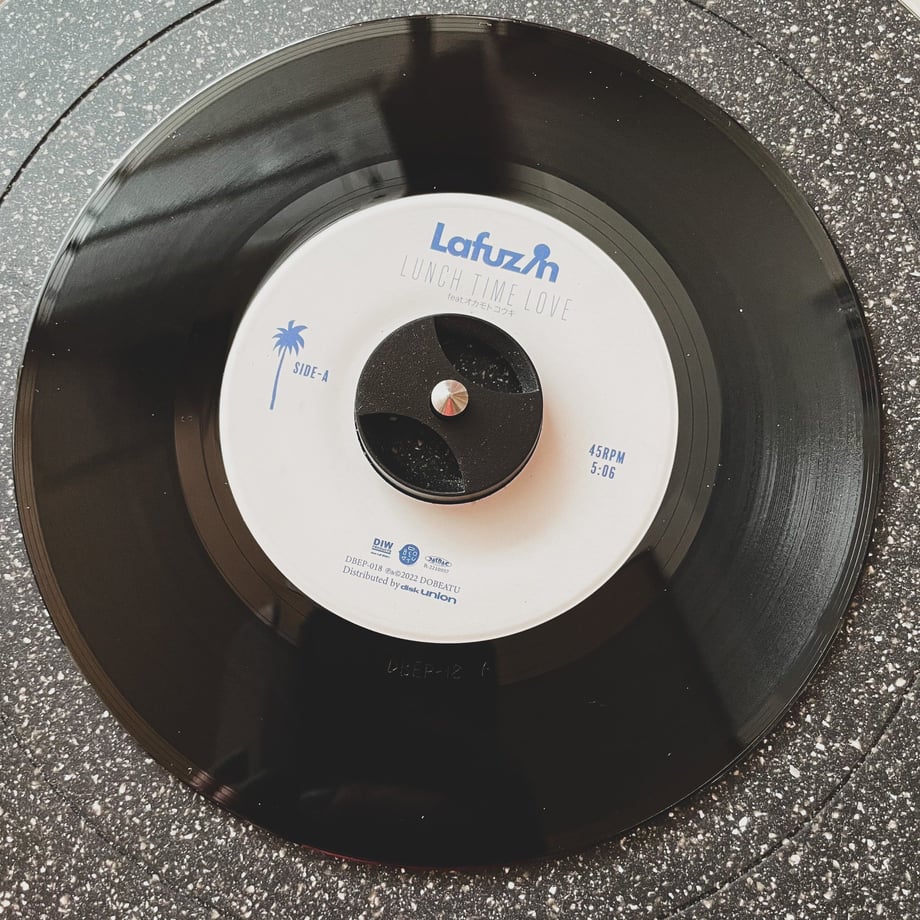 Lafuzin
LUNCH TIME LOVE
feat.オカモトコウキ
SIDE-A
45RPM
5:06
DIW
DBEP-018 ℗&©2022 DOBEATU
Distributed by disk union